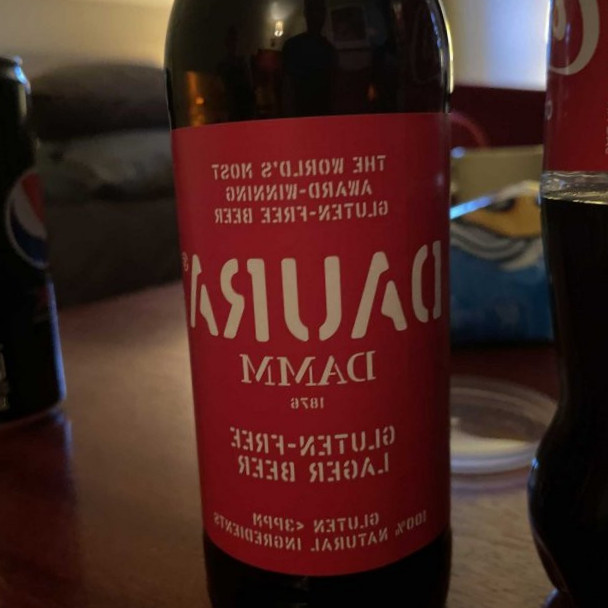 THE WORLD'S MOST
AWARD-WINNING
GLUTEN-FREE BEER
DAURA®
DAMM
1876
GLUTEN-FREE
LAGER BEER
GLUTEN <3PPM
100% NATURAL INGREDIENTS